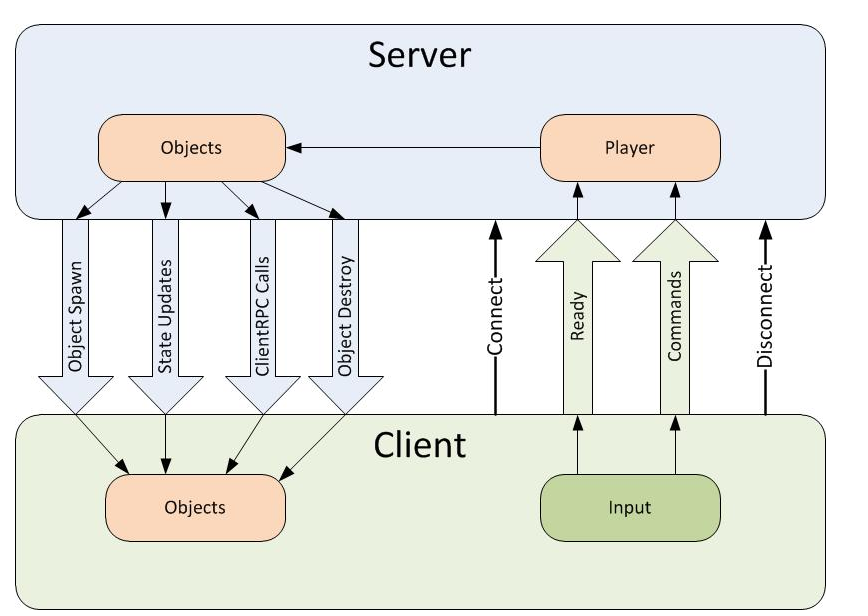 Server
Objects
Player
Object Spawn
State Updates
ClientRPC Calls
Object Destroy
Connect
Ready
Commands
Disconnect
Client
Objects
Input